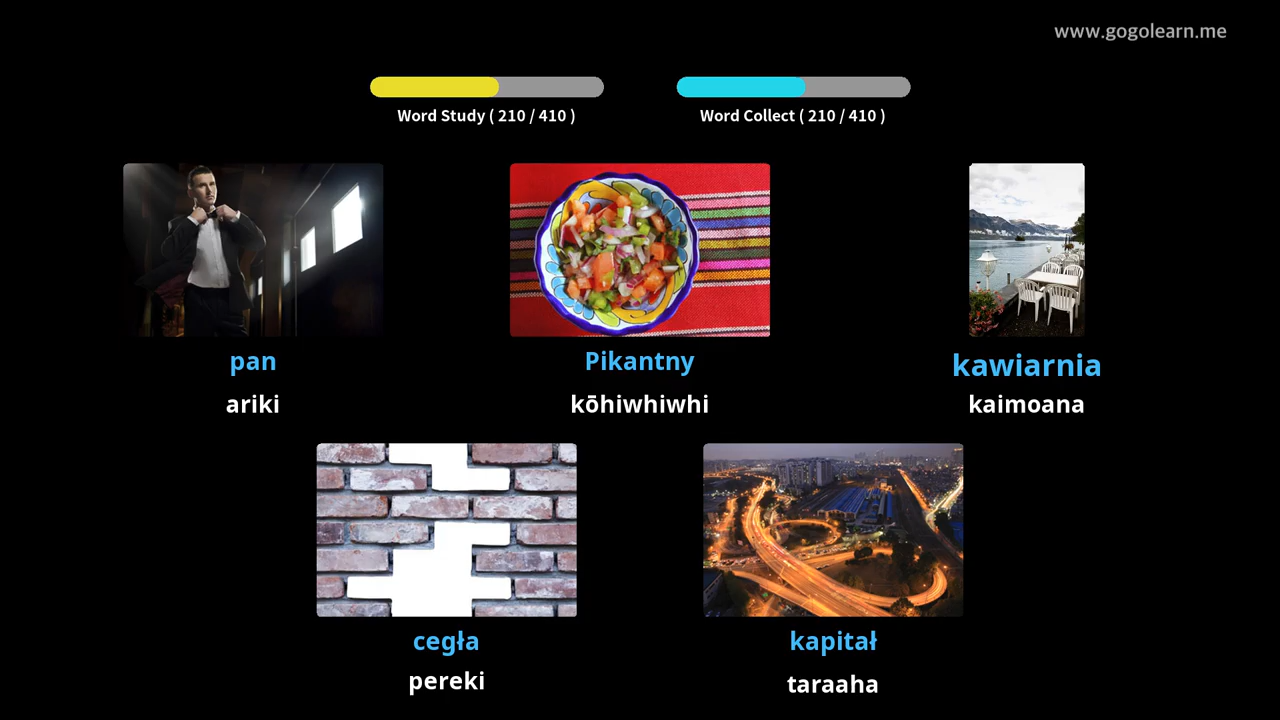 www.gogolearn.me
Word Study ( 210 / 410 )
Word Collect ( 210 / 410 )
pan
ariki
Pikantny
kōhiwhiwhi
kawiarnia
kaimoana
cegła
pereki
kapitał
taraaha